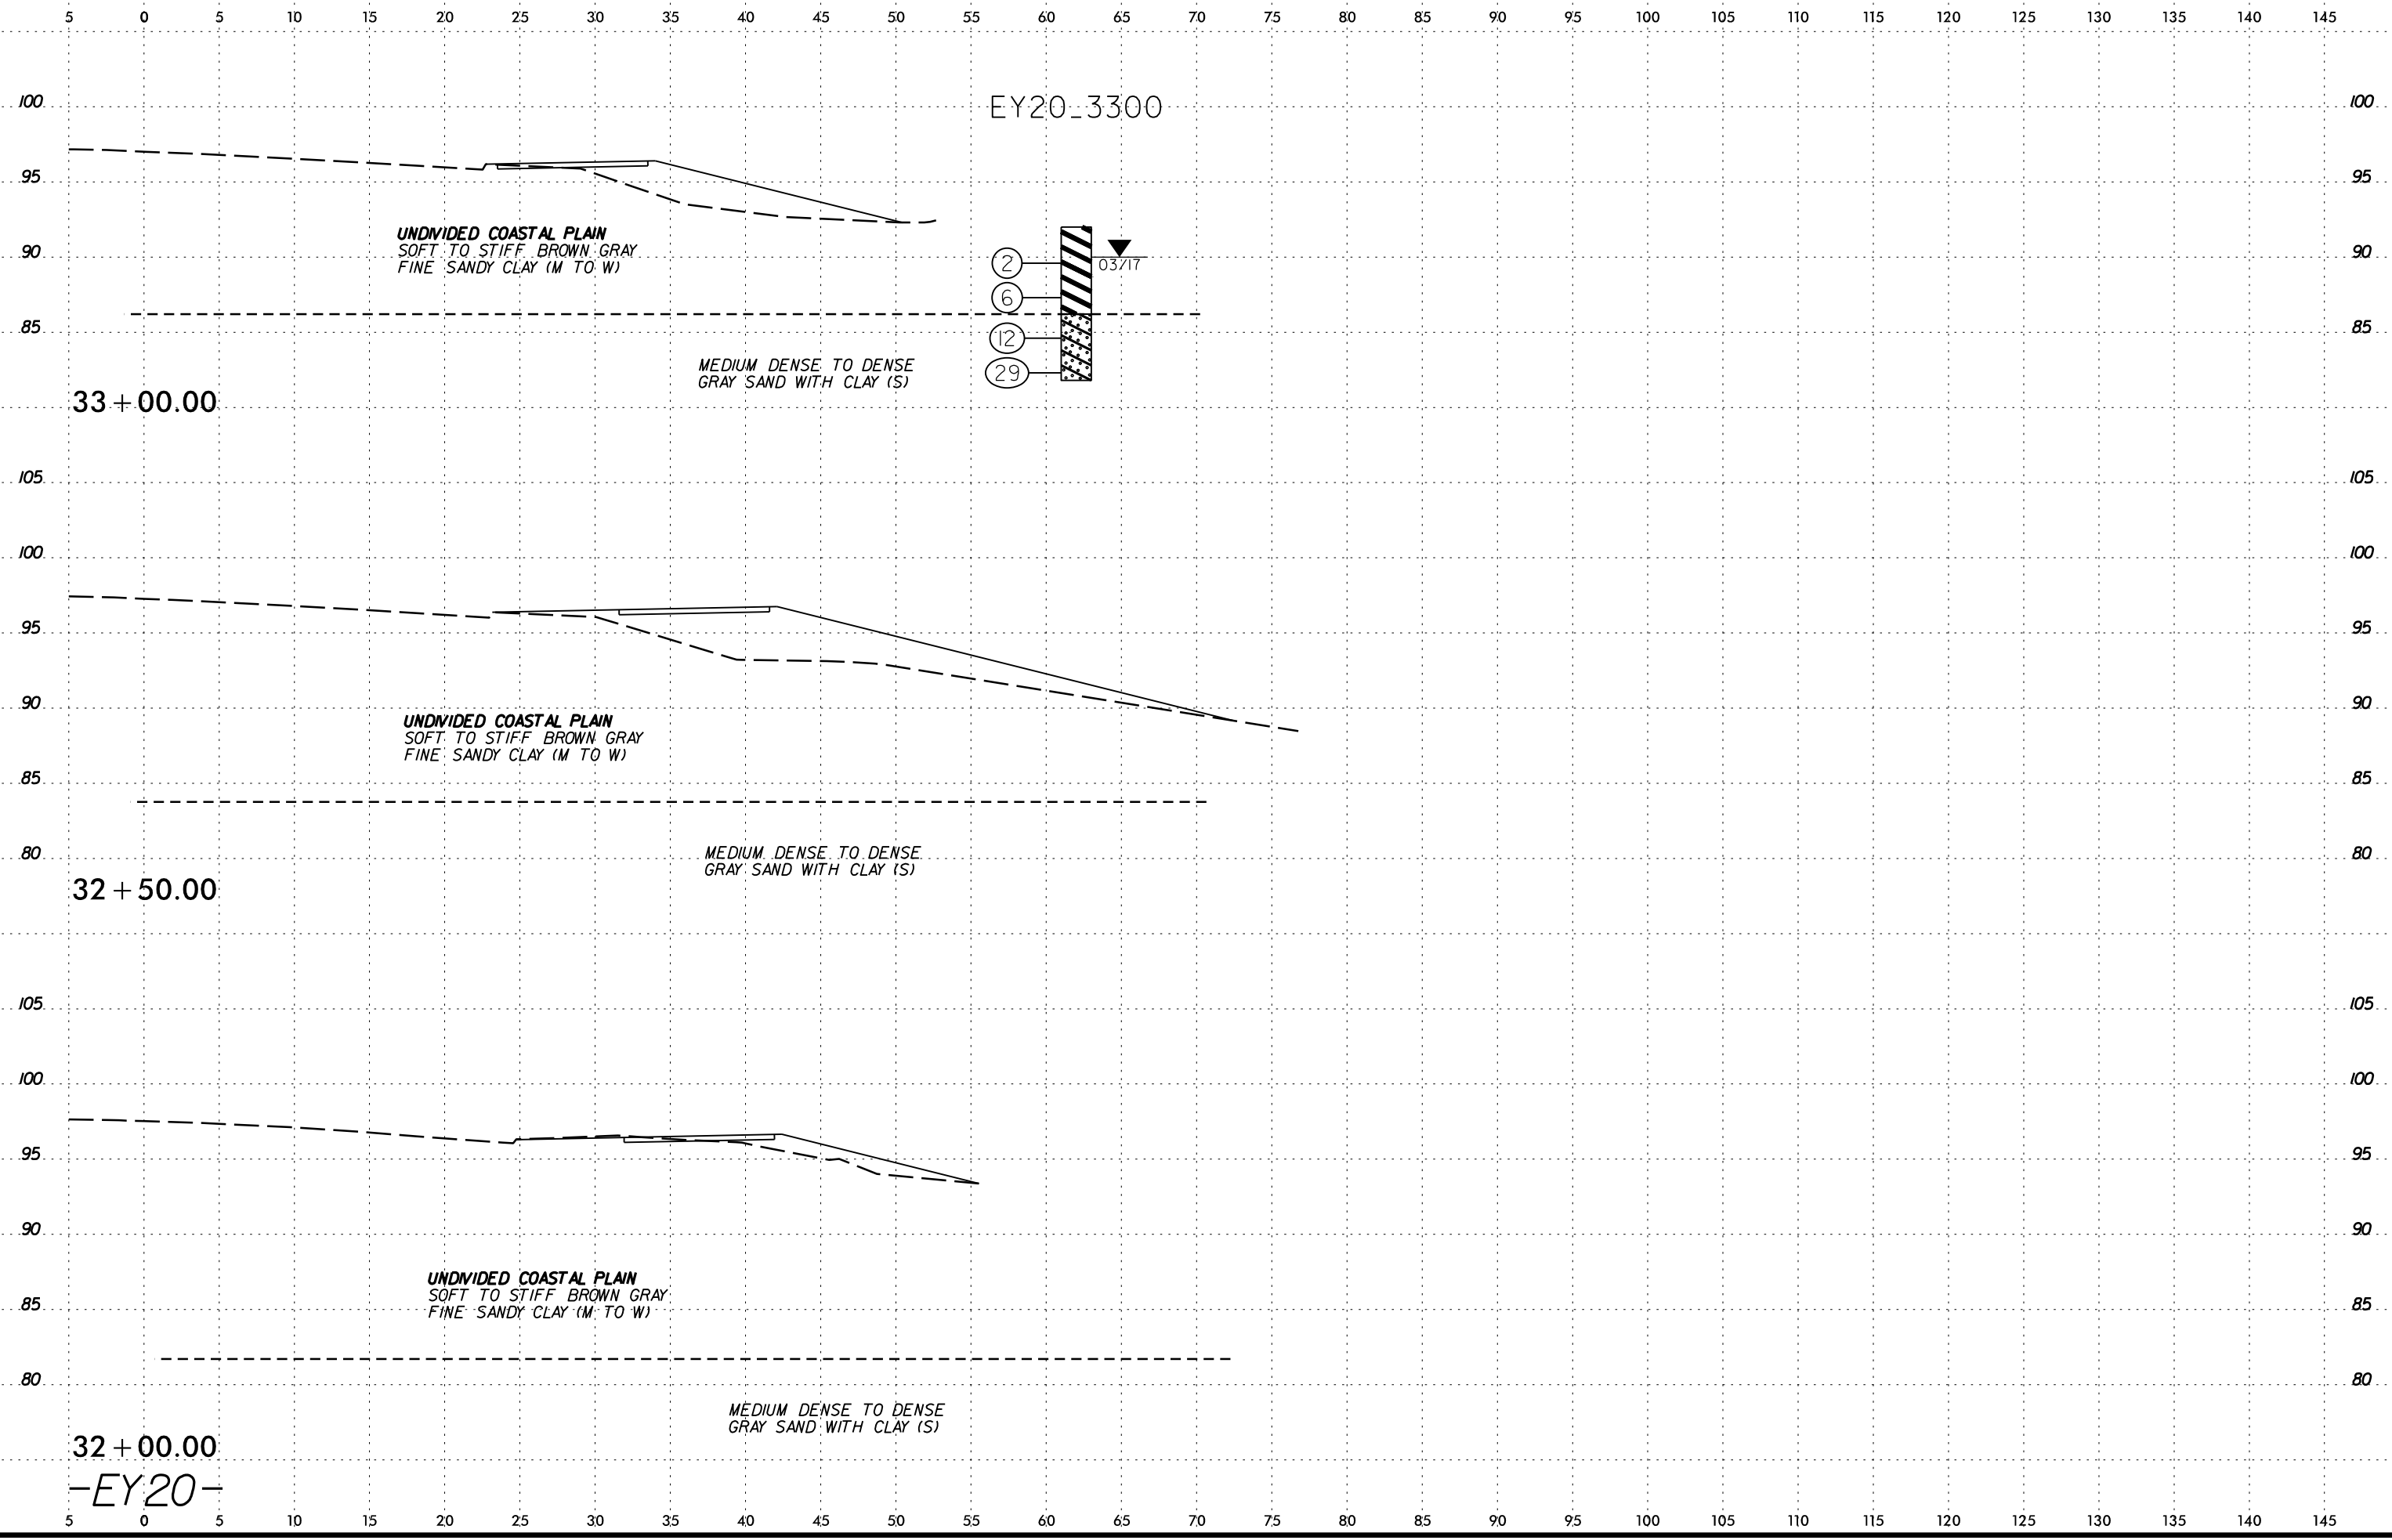 5 0 5 10 15 20 25 30 35 40 45 50 55 60 65 70 75 80 85 90 95 100 105 110 115 120 125 130 135 140 145
EY20_3300
100 100
95 95
UNDIVIDED COASTAL PLAIN
SOFT TO STIFF BROWN GRAY
FINE SANDY CLAY (M TO W)
90 90
2
03/17
6
85 85
12
MEDIUM DENSE TO DENSE
GRAY SAND WITH CLAY (S)
29
33+00.00
105 105
100 100
95 95
90 90
UNDIVIDED COASTAL PLAIN
SOFT TO STIFF BROWN GRAY
FINE SANDY CLAY (M TO W)
85 85
80 80
MEDIUM DENSE TO DENSE
GRAY SAND WITH CLAY (S)
32+50.00
105 105
100 100
95 95
90 90
UNDIVIDED COASTAL PLAIN
SOFT TO STIFF BROWN GRAY
FINE SANDY CLAY (M TO W)
85 85
80 80
MEDIUM DENSE TO DENSE
GRAY SAND WITH CLAY (S)
32+00.00
-EY20-
5 0 5 10 15 20 25 30 35 40 45 50 55 60 65 70 75 80 85 90 95 100 105 110 115 120 125 130 135 140 145